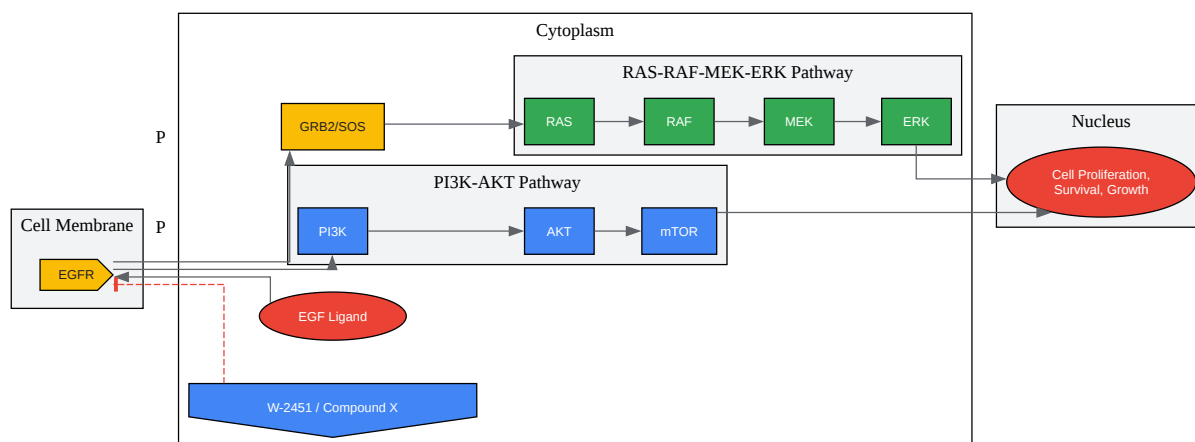 Cytoplasm
RAS-RAF-MEK-ERK Pathway
RAS
RAF
MEK
ERK
GRB2/SOS
P
Nucleus
Cell Proliferation,
Survival, Growth
PI3K-AKT Pathway
PI3K
AKT
mTOR
P
Cell Membrane
EGFR
EGF Ligand
W-2451 / Compound X